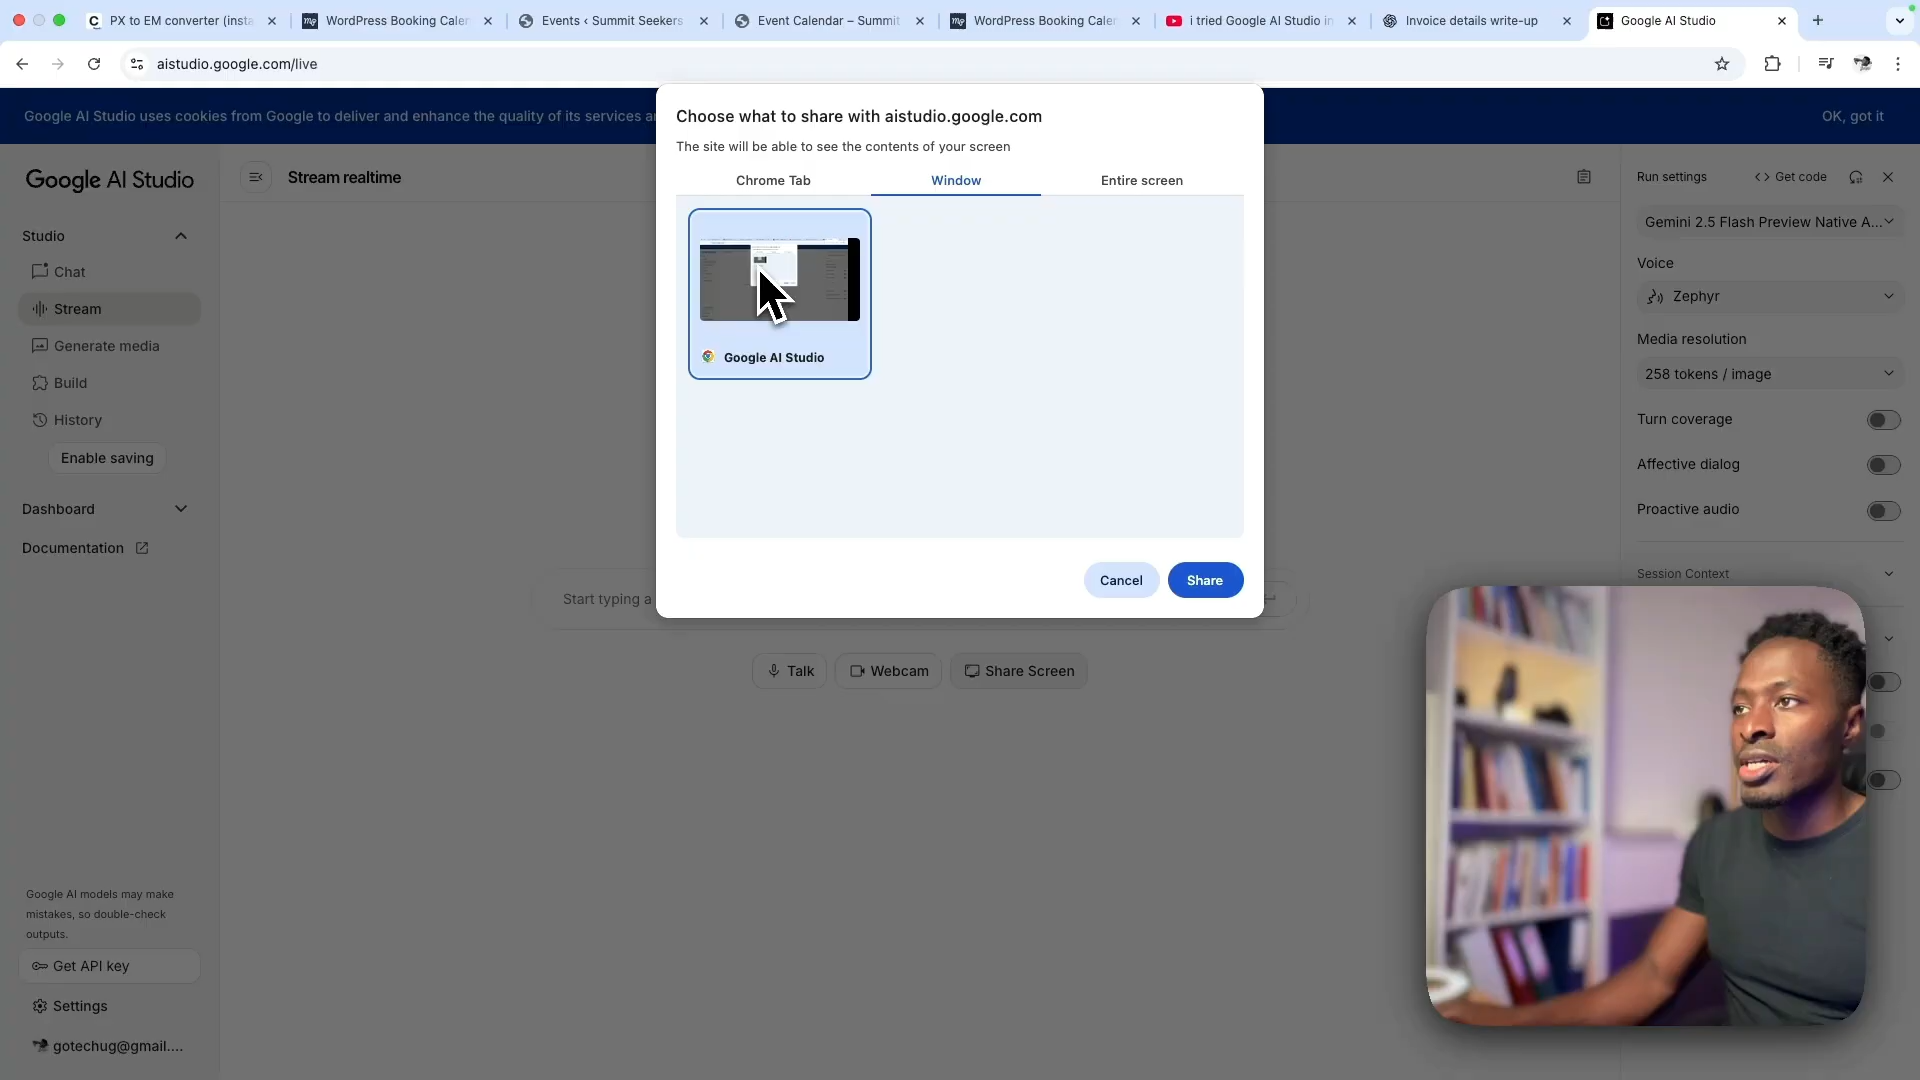 PX to EM converter (insta
WordPress Booking Caler
Events ‹ Summit Seekers
Event Calendar – Summit
WordPress Booking Caler
i tried Google AI Studio in
Invoice details write-up
Google AI Studio
aistudio.google.com/live
Google AI Studio uses cookies from Google to deliver and enhance the quality of its services a
OK, got it
Choose what to share with aistudio.google.com
The site will be able to see the contents of your screen
Chrome Tab
Window
Entire screen
Google AI Studio
Cancel
Share
Google AI Studio
Studio
Chat
Stream
Generate media
Build
History
Enable saving
Dashboard
Documentation
Google AI models may make
mistakes, so double-check
outputs.
Get API key
Settings
gotechug@gmail....
Stream realtime
Start typing a
Talk
Webcam
Share Screen
Run settings
<> Get code
Gemini 2.5 Flash Preview Native A...
Voice
Zephyr
Media resolution
258 tokens / image
Turn coverage
Affective dialog
Proactive audio
Session Context